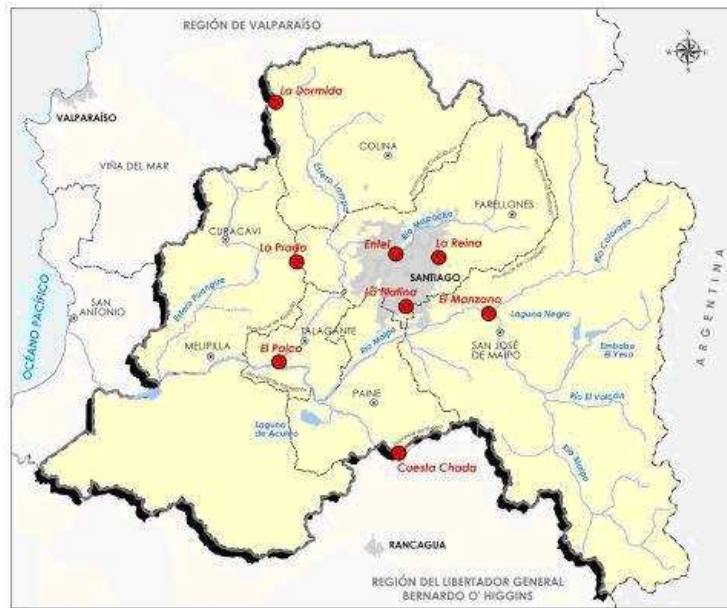 REGIÓN DE VALPARAÍSO
N
W
E
S
La Dormida
VALPARAÍSO
COLINA
VIÑA DEL MAR
Estero Lampa
FARELLONES
Río Mapocho
CURACAVI
Río Colorado
Entel
La Reina
Lo Prado
SANTIAGO
SAN
ANTONIO
Estero Puangue
La Platina
El Manzano
OCÉANO PACÍFICO
ARGENTINA
Laguna Negra
TALAGANTE
Río Maipo
SAN JOSÉ
DE MAIPO
Embalse
El Yeso
MELIPILLA
El Paico
PAINE
Río El Volcán
Laguna
de Aculeo
Río Maipo
Cuesta Chada
RANCAGUA
REGIÓN DEL LIBERTADOR GENERAL
BERNARDO O' HIGGINS